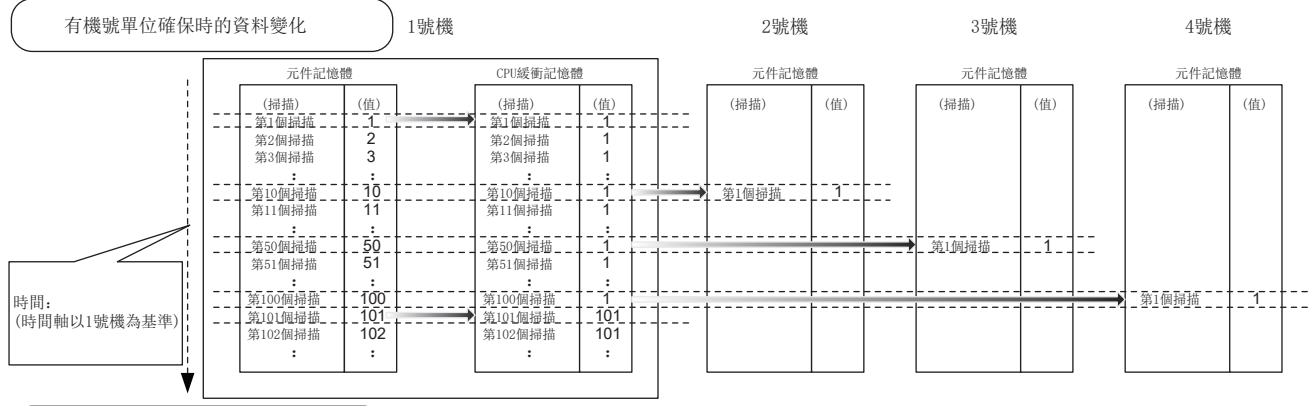 有機號單位確保時的資料變化
1號機 2號機 3號機 4號機
元件記憶體 CPU緩衝記憶體 元件記憶體 元件記憶體 元件記憶體
(掃描) (值) (掃描) (值) (掃描) (值) (掃描) (值) (掃描) (值)
第1個掃描 1 第1個掃描 1
第2個掃描 2 第2個掃描 1
第3個掃描 3 第3個掃描 1
: : : :
第10個掃描 10 第10個掃描 1 第1個掃描 1
第11個掃描 11 第11個掃描 1
: : : :
第50個掃描 50 第50個掃描 1 第1個掃描 1
第51個掃描 51 第51個掃描 1
: : : :
第100個掃描 100 第100個掃描 1 第1個掃描 1
第101個掃描 101 第101個掃描 101
第102個掃描 102 第102個掃描 101
: : : :
時間:
(時間軸以1號機為基準)